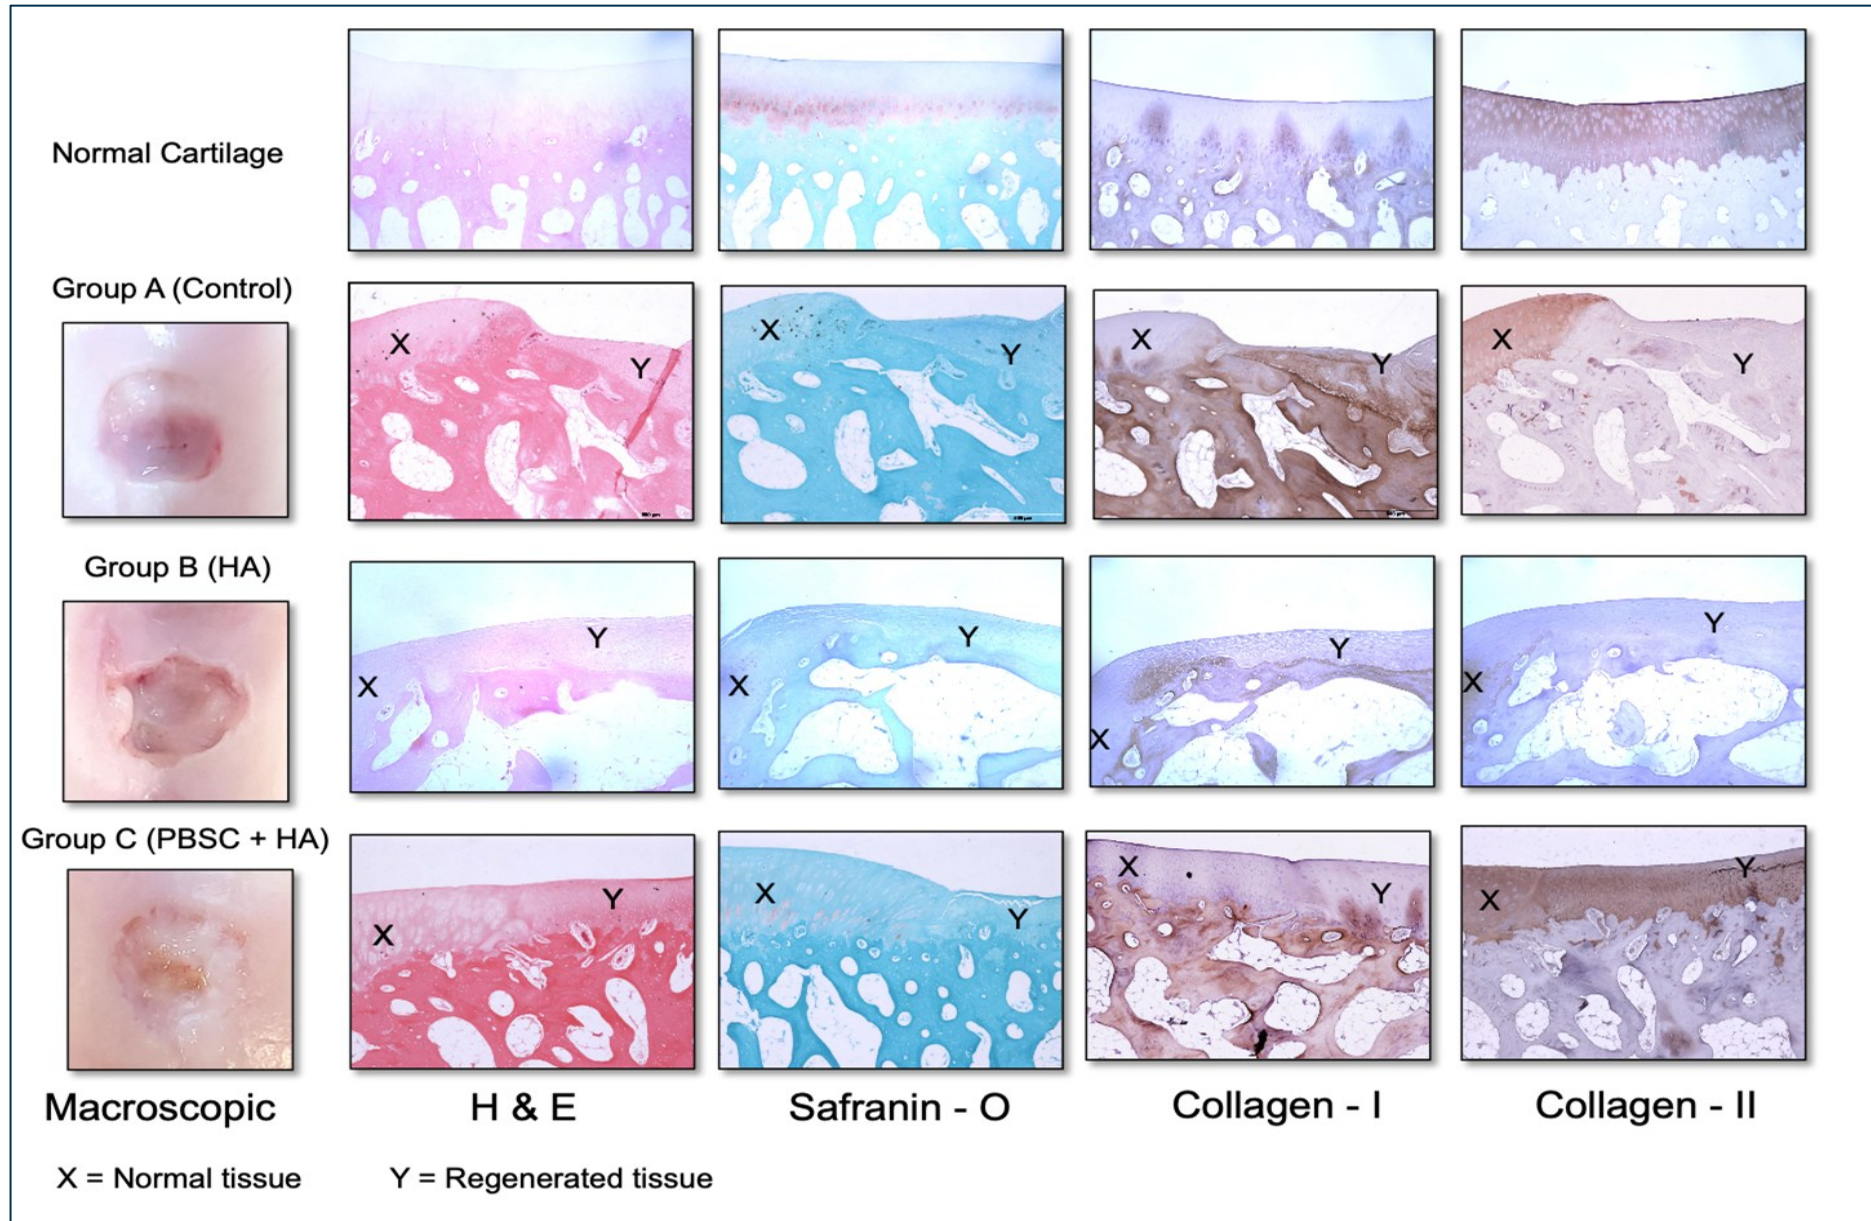 Normal Cartilage
Group A (Control)
X
Y
X
Y
X
Y
X
Y
Group B (HA)
X
Y
X
Y
X
Y
X
Y
Group C (PBSC + HA)
X
Y
X
Y
X
Y
X
Y
Macroscopic
H & E
Safranin - O
Collagen - I
Collagen - II
X = Normal tissue
Y = Regenerated tissue